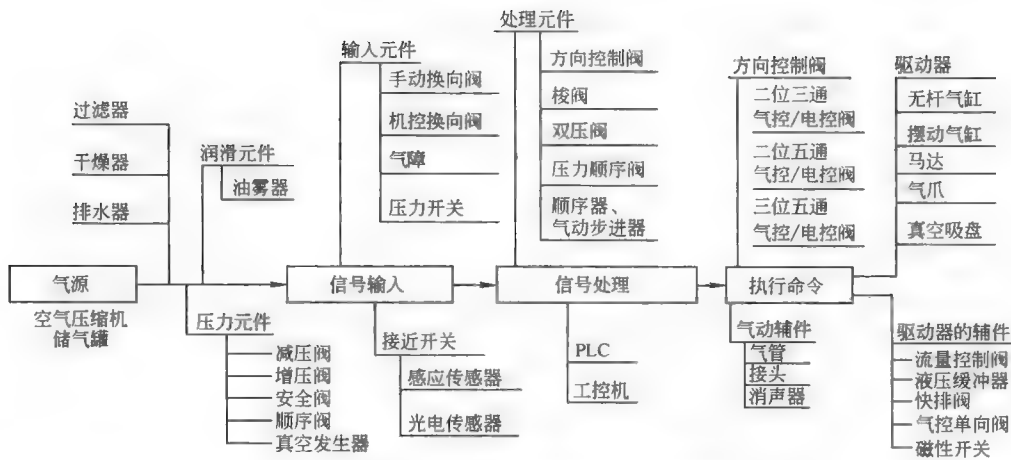 处理元件
输入元件
方向控制阀
手动换向阀
梭阀
机控换向阀
双压阀
气障
压力顺序阀
压力开关
顺序器、
气动步进器
方向控制阀
二位三通
气控/电控阀
二位五通
气控/电控阀
三位五通
气控/电控阀
驱动器
无杆气缸
摆动气缸
马达
气爪
真空吸盘
过滤器
干燥器
排水器
润滑元件
油雾器
气源
信号输入
信号处理
执行命令
空气压缩机
储气罐
压力元件
减压阀
增压阀
安全阀
顺序阀
真空发生器
接近开关
感应传感器
光电传感器
PLC
工控机
气动辅件
气管
接头
消声器
驱动器的辅件
流量控制阀
液压缓冲器
快排阀
气控单向阀
磁性开关